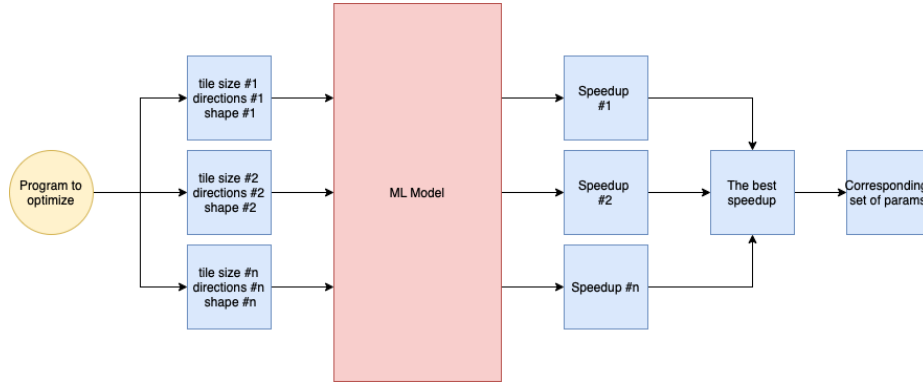 Program to
optimize
tile size #1
directions #1
shape #1
tile size #2
directions #2
shape #2
tile size #n
directions #n
shape #n
ML Model
Speedup
#1
Speedup
#2
Speedup #n
The best
speedup
Corresponding
set of params